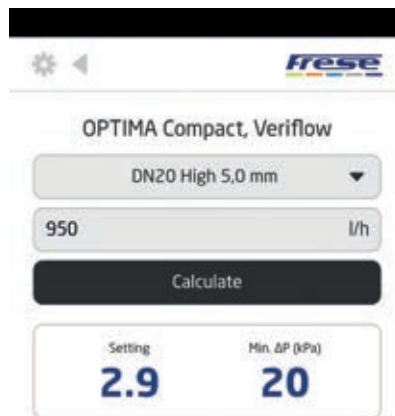 Frese
OPTIMA Compact, Veriflow
DN20 High 5,0 mm
950 l/h
Calculate
Setting Min. ΔP (kPa)
2.9 20